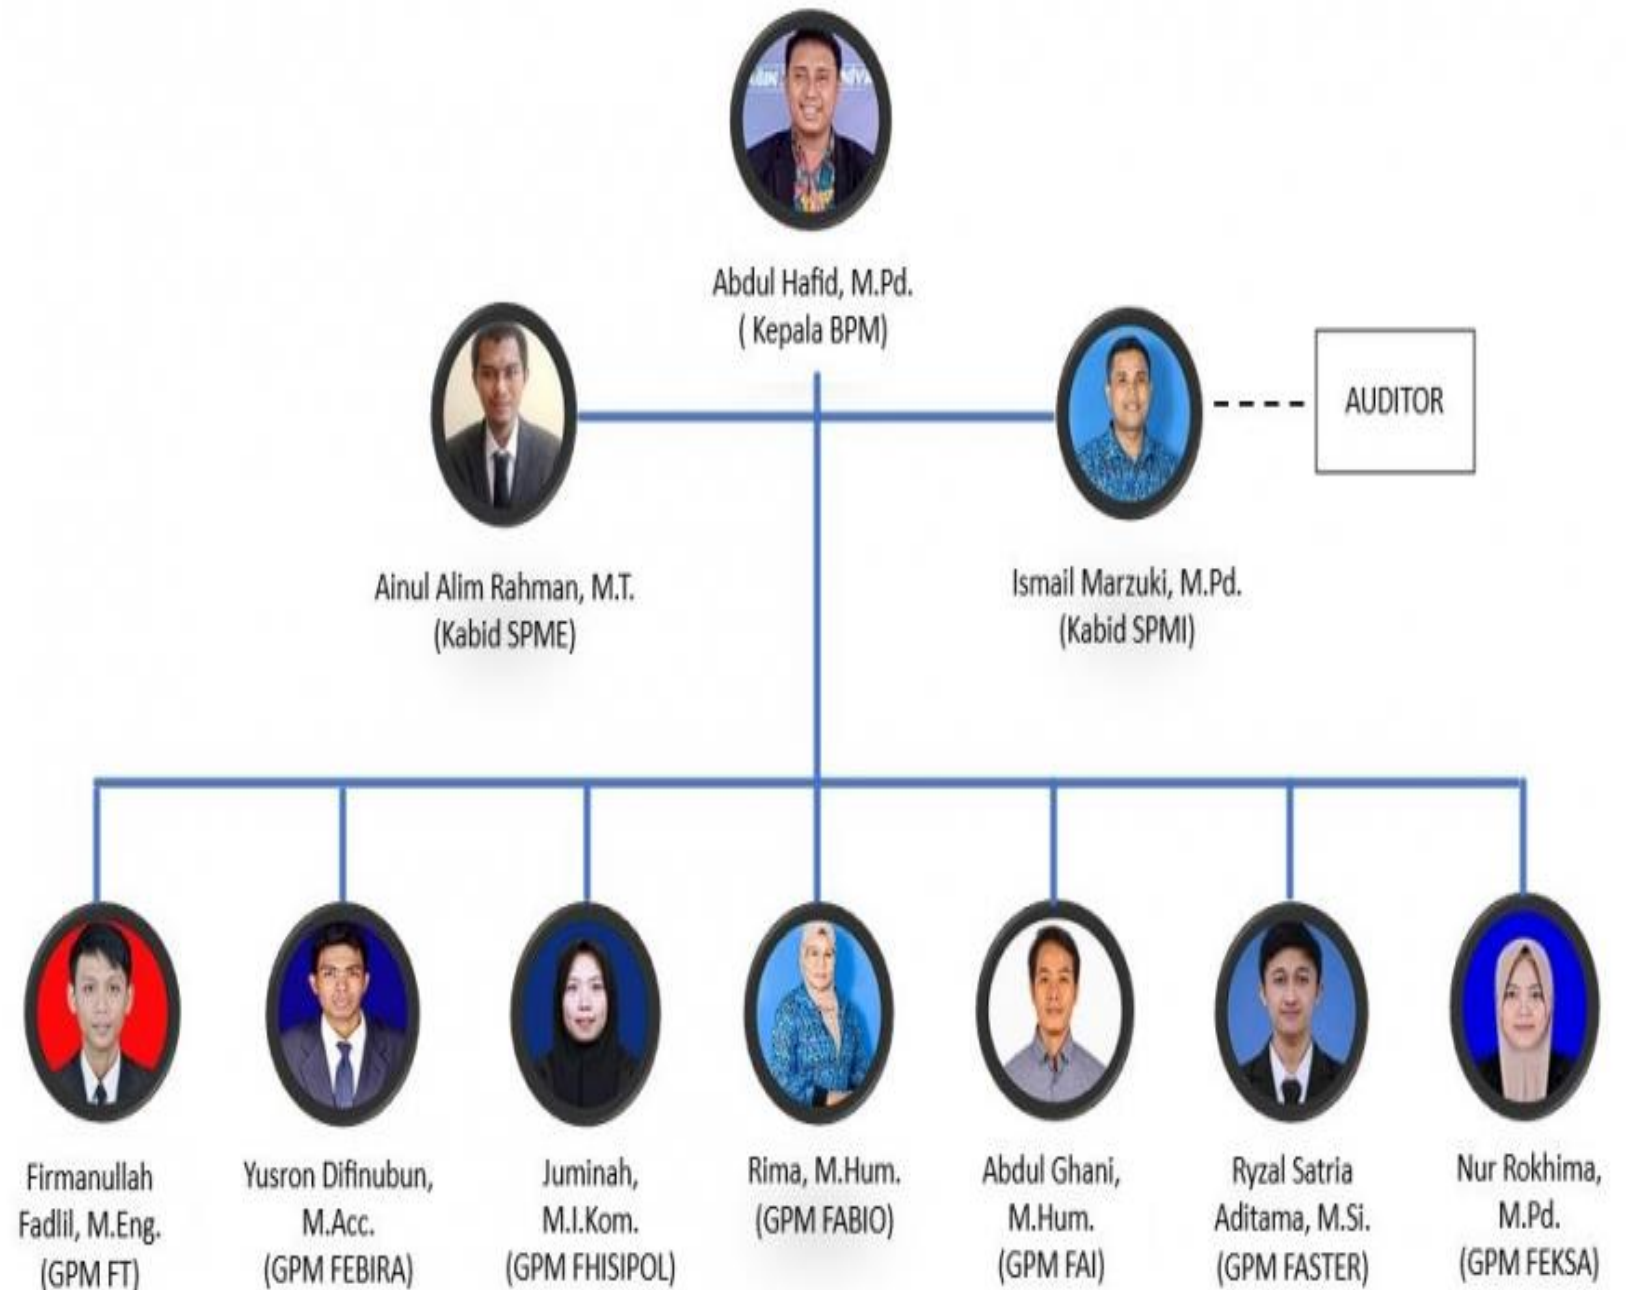 Abdul Hafid, M.Pd.
( Kepala BPM)
AUDITOR
Ainul Alim Rahman, M.T.
(Kabid SPME)
Ismail Marzuki, M.Pd.
(Kabid SPMI)
Firmanullah
Fadlil, M.Eng.
(GPM FT)
Yusron Difinubun,
M.Acc.
(GPM FEBIRA)
Juminah,
M.I.Kom.
(GPM FHISIPOL)
Rima, M.Hum.
(GPM FABIO)
Abdul Ghani,
M.Hum.
(GPM FAI)
Ryzal Satria
Aditama, M.Si.
(GPM FASTER)
Nur Rokhima,
M.Pd.
(GPM FEKSA)